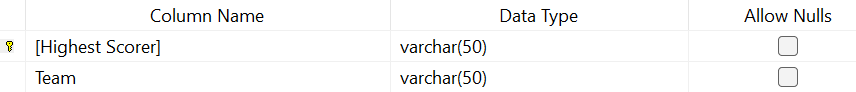 Column Name Data Type Allow Nulls
[Highest Scorer] varchar(50)
Team varchar(50)